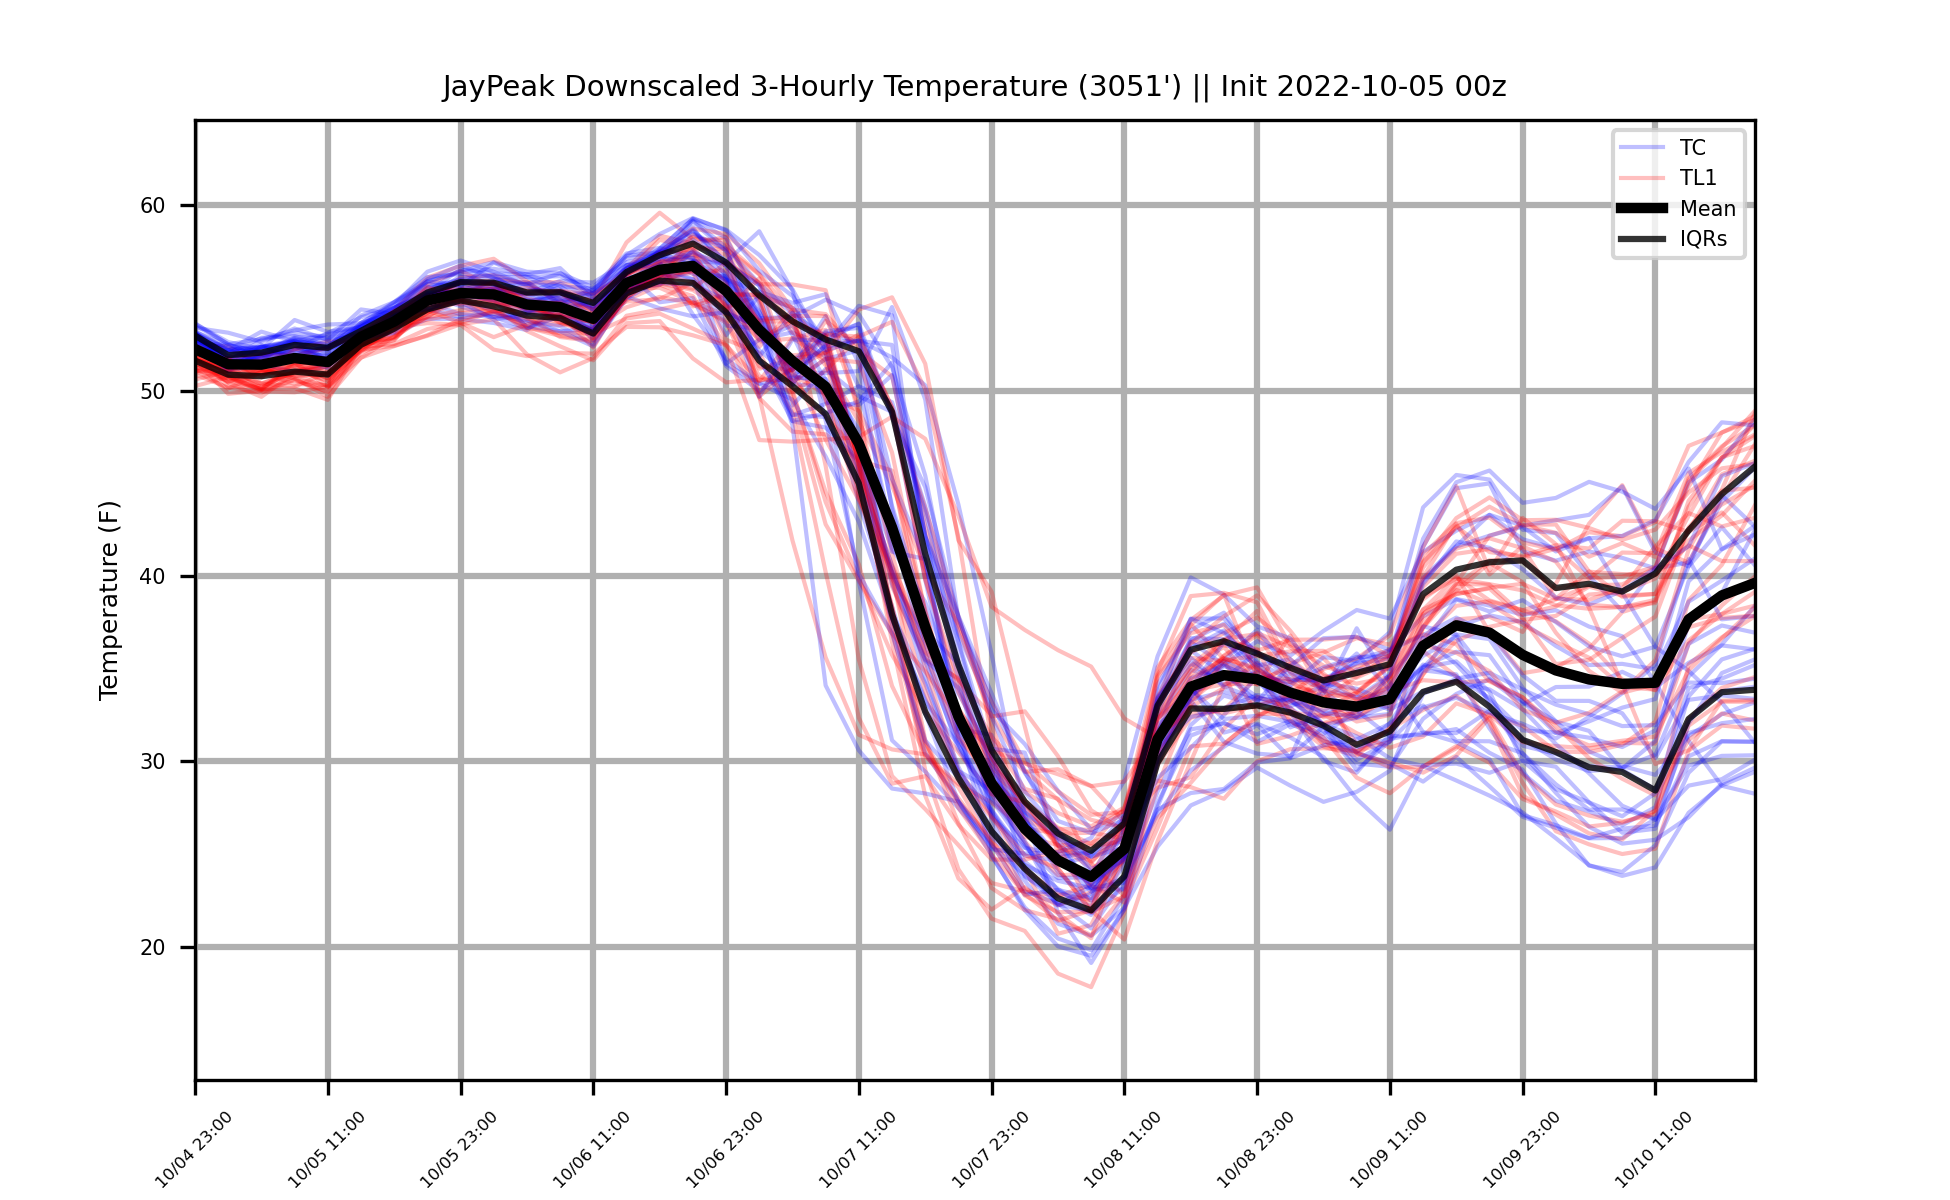 JayPeak Downscaled 3-Hourly Temperature (3051') || Init 2022-10-05 00z
TC
TL1
Mean
IQRs
Temperature (F)
60
50
40
30
20
10/04 23:00
10/05 11:00
10/05 23:00
10/06 11:00
10/06 23:00
10/07 11:00
10/07 23:00
10/08 11:00
10/08 23:00
10/09 11:00
10/09 23:00
10/10 11:00